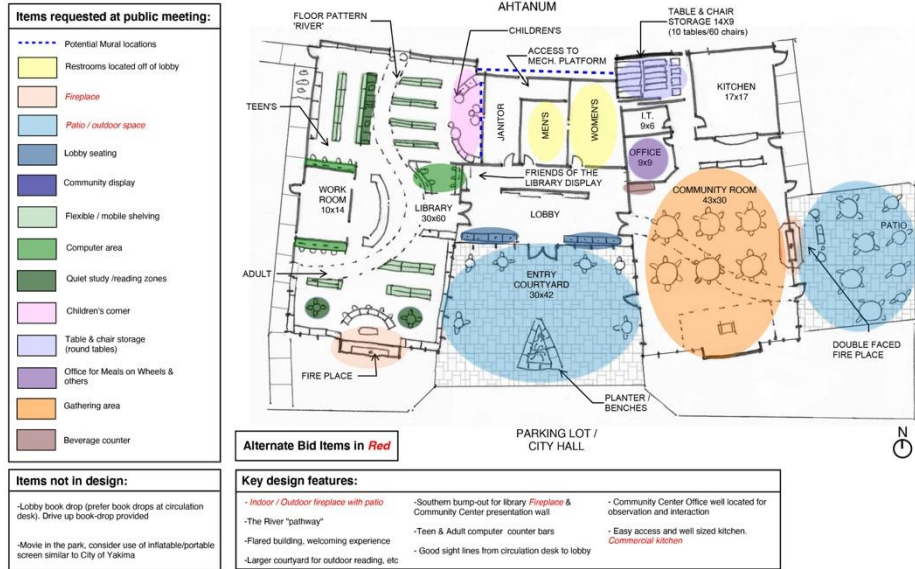 Items requested at public meeting:
Potential Mural locations
Restrooms located off of lobby
Fireplace
Patio / outdoor space
Lobby seating
Community display
Flexible / mobile shelving
Computer area
Quiet study /reading zones
Children's corner
Table & chair storage
(round tables)
Office for Meals on Wheels &
others
Gathering area
Beverage counter
Items not in design:
-Lobby book drop (prefer book drops at circulation
desk). Drive up book-drop provided
-Movie in the park, consider use of inflatable/portable
screen similar to City of Yakima
AHTANUM
FLOOR PATTERN
'RIVER'
CHILDREN'S
ACCESS TO
MECH. PLATFORM
TABLE & CHAIR
STORAGE 14X9
(10 tables/60 chairs)
KITCHEN
17x17
TEEN'S
JANITOR
MEN'S
WOMEN'S
I.T.
9x6
OFFICE
9x9
FRIENDS OF THE
LIBRARY DISPLAY
WORK
ROOM
10x14
LIBRARY
30x60
LOBBY
COMMUNITY ROOM
43x30
PATIO
ADULT
ENTRY
COURTYARD
30x42
DOUBLE FACED
FIRE PLACE
FIRE PLACE
PLANTER /
BENCHES
PARKING LOT /
CITY HALL
N
Alternate Bid Items in Red
Key design features:
- Indoor / Outdoor fireplace with patio
-The River "pathway"
-Flared building, welcoming experience
-Larger courtyard for outdoor reading, etc
-Southern bump-out for library Fireplace &
Community Center presentation wall
-Teen & Adult computer counter bars
- Good sight lines from circulation desk to lobby
- Community Center Office well located for
observation and interaction
- Easy access and well sized kitchen.
Commercial kitchen